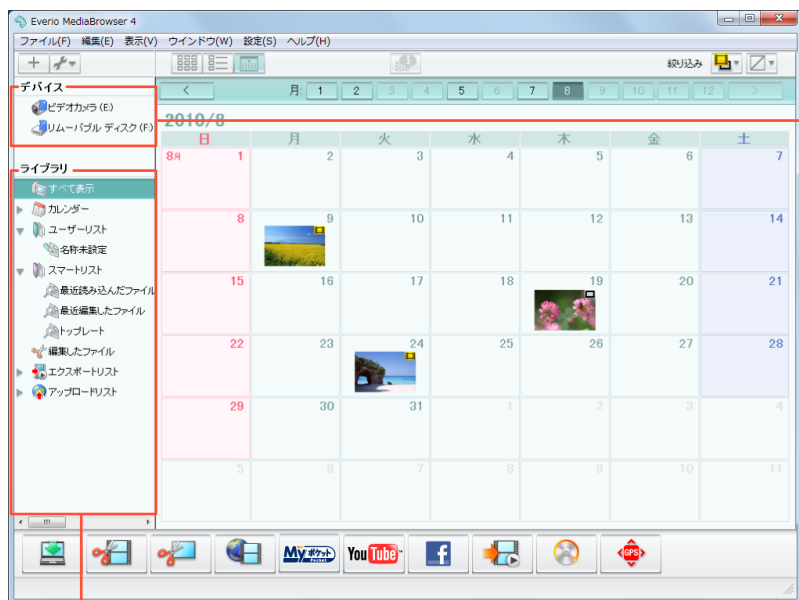 Everio MediaBrowser 4
ファイル(F) 編集(E) 表示(V) ウインドウ(W) 設定(S) ヘルプ(H)
絞り込み
デバイス
ビデオカメラ (E)
リムーバブル ディスク (F)
ライブラリ
すべて表示
カレンダー
ユーザーリスト
名称未設定
スマートリスト
最近読み込んだファイル
最近編集したファイル
トップレート
編集したファイル
エクスポートリスト
アップロードリスト
< 月: 1 2 3 4 5 6 7 8 9 10 11 12 >
2010/8
日 月 火 水 木 金 土
8月 1 2 3 4 5 6 7
8 9 10 11 12 13 14
15 16 17 18 19 20 21
22 23 24 25 26 27 28
29 30 31 1 2 3 4
5 6 7 8 9 10 11
Myポケット Pocket YouTube f GPS